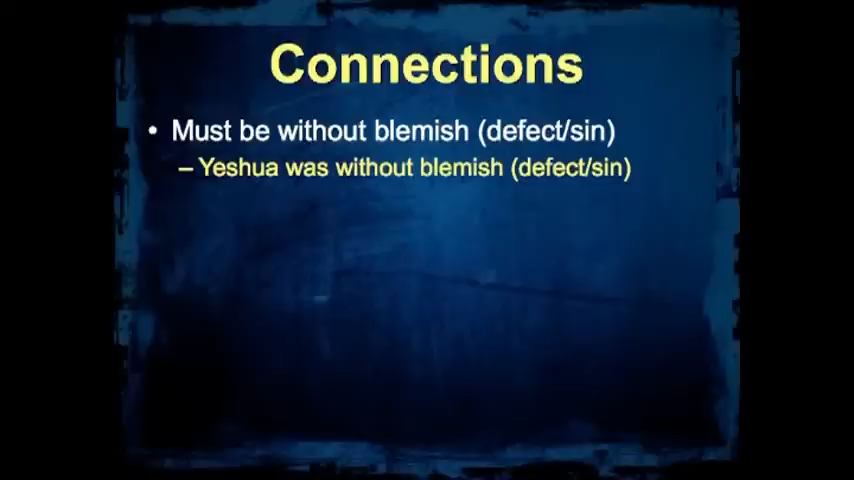 Connections
• Must be without blemish (defect/sin)
– Yeshua was without blemish (defect/sin)